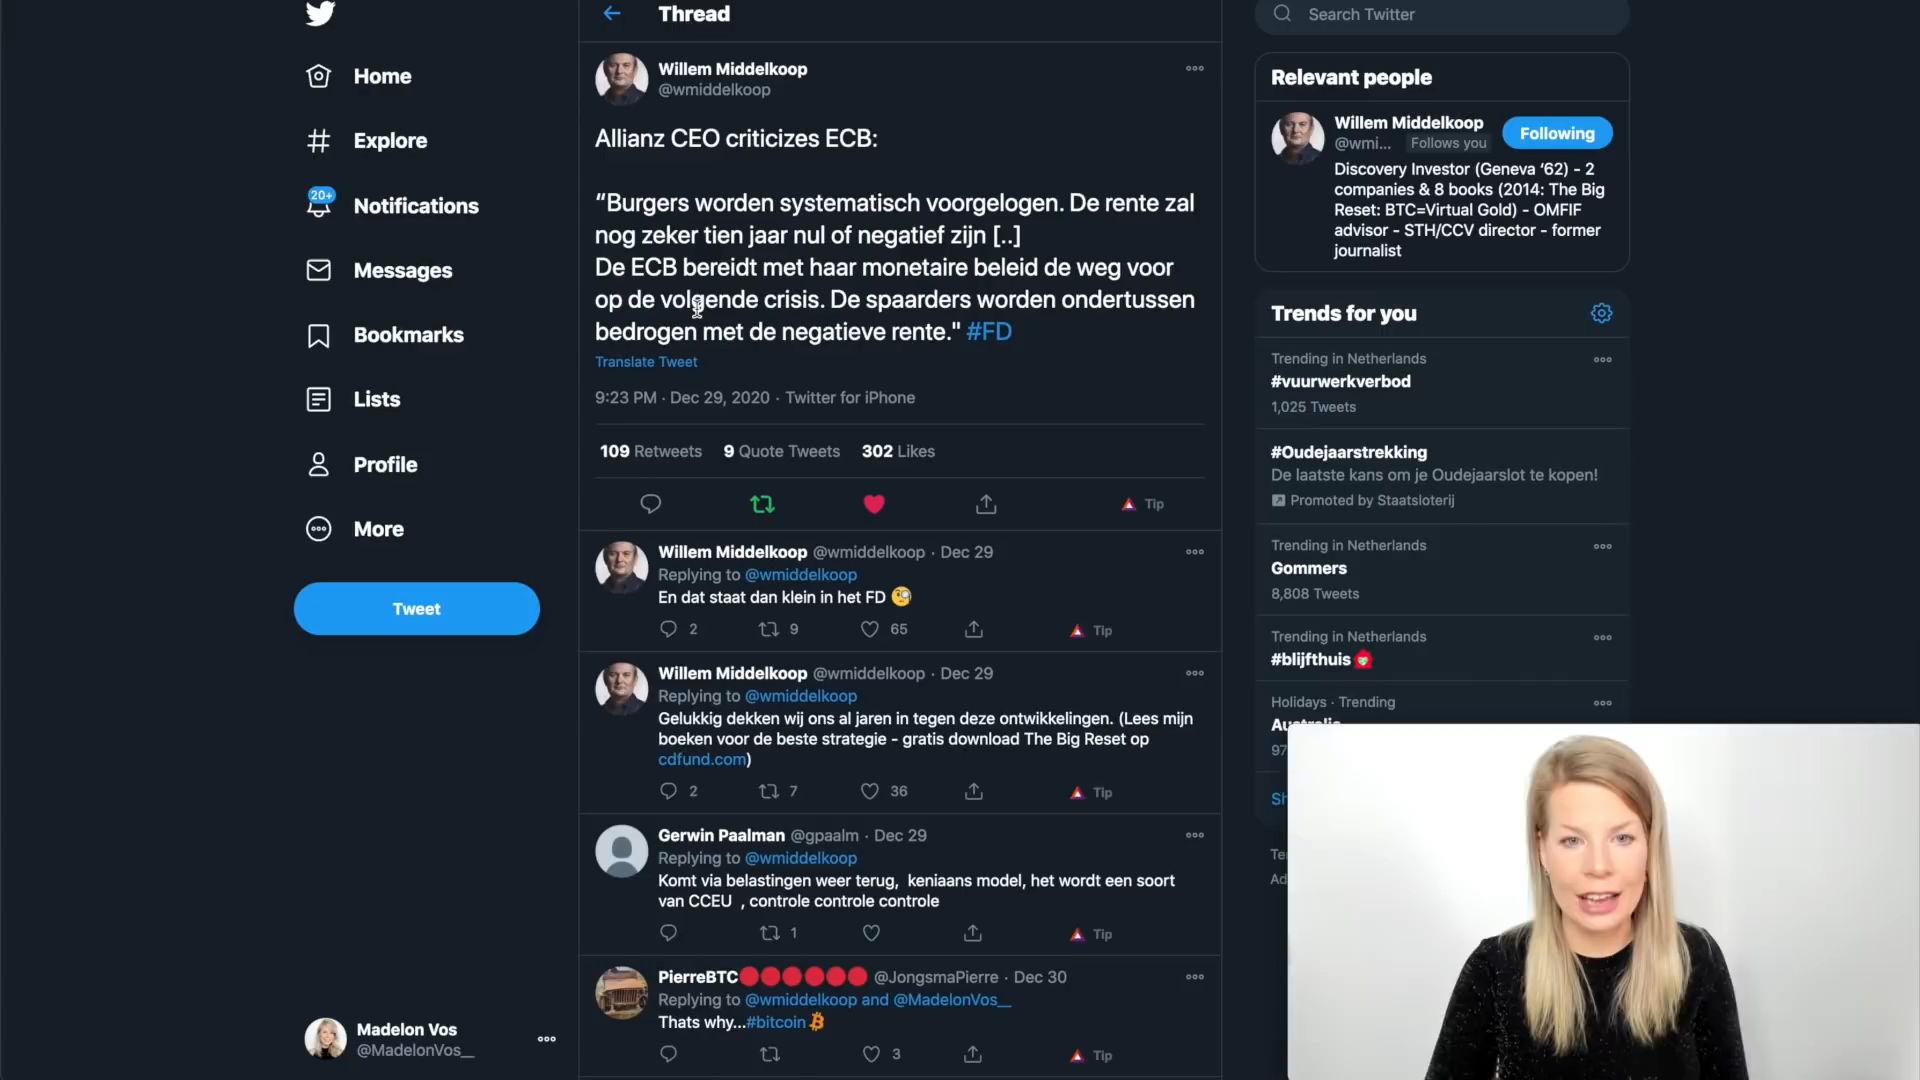 Home
Explore
20+
Notifications
Messages
Bookmarks
Lists
Profile
More
Tweet
Madelon Vos
@MadelonVos__
Thread
Willem Middelkoop
@wmiddelkoop
Allianz CEO criticizes ECB:
“Burgers worden systematisch voorgelogen. De rente zal
nog zeker tien jaar nul of negatief zijn [..]
De ECB bereidt met haar monetaire beleid de weg voor
op de volgende crisis. De spaarders worden ondertussen
bedrogen met de negatieve rente." #FD
Translate Tweet
9:23 PM · Dec 29, 2020 · Twitter for iPhone
109 Retweets 9 Quote Tweets 302 Likes
Tip
Willem Middelkoop @wmiddelkoop · Dec 29
Replying to @wmiddelkoop
En dat staat dan klein in het FD 🧐
2 9 65 Tip
Willem Middelkoop @wmiddelkoop · Dec 29
Replying to @wmiddelkoop
Gelukkig dekken wij ons al jaren in tegen deze ontwikkelingen. (Lees mijn
boeken voor de beste strategie - gratis download The Big Reset op
cdfund.com)
2 7 36 Tip
Gerwin Paalman @gpaalm · Dec 29
Replying to @wmiddelkoop
Komt via belastingen weer terug, keniaans model, het wordt een soort
van CCEU , controle controle controle
1 Tip
PierreBTC🔴🔴🔴🔴🔴🔴 @JongsmaPierre · Dec 30
Replying to @wmiddelkoop and @MadelonVos__
Thats why...#bitcoin
3 Tip
Search Twitter
Relevant people
Willem Middelkoop
@wmi... Follows you
Following
Discovery Investor (Geneva ‘62) - 2
companies & 8 books (2014: The Big
Reset: BTC=Virtual Gold) - OMFIF
advisor - STH/CCV director - former
journalist
Trends for you
Trending in Netherlands
#vuurwerkverbod
1,025 Tweets
#Oudejaarstrekking
De laatste kans om je Oudejaarslot te kopen!
Promoted by Staatsloterij
Trending in Netherlands
Gommers
8,808 Tweets
Trending in Netherlands
#blijfthuis
Holidays · Trending